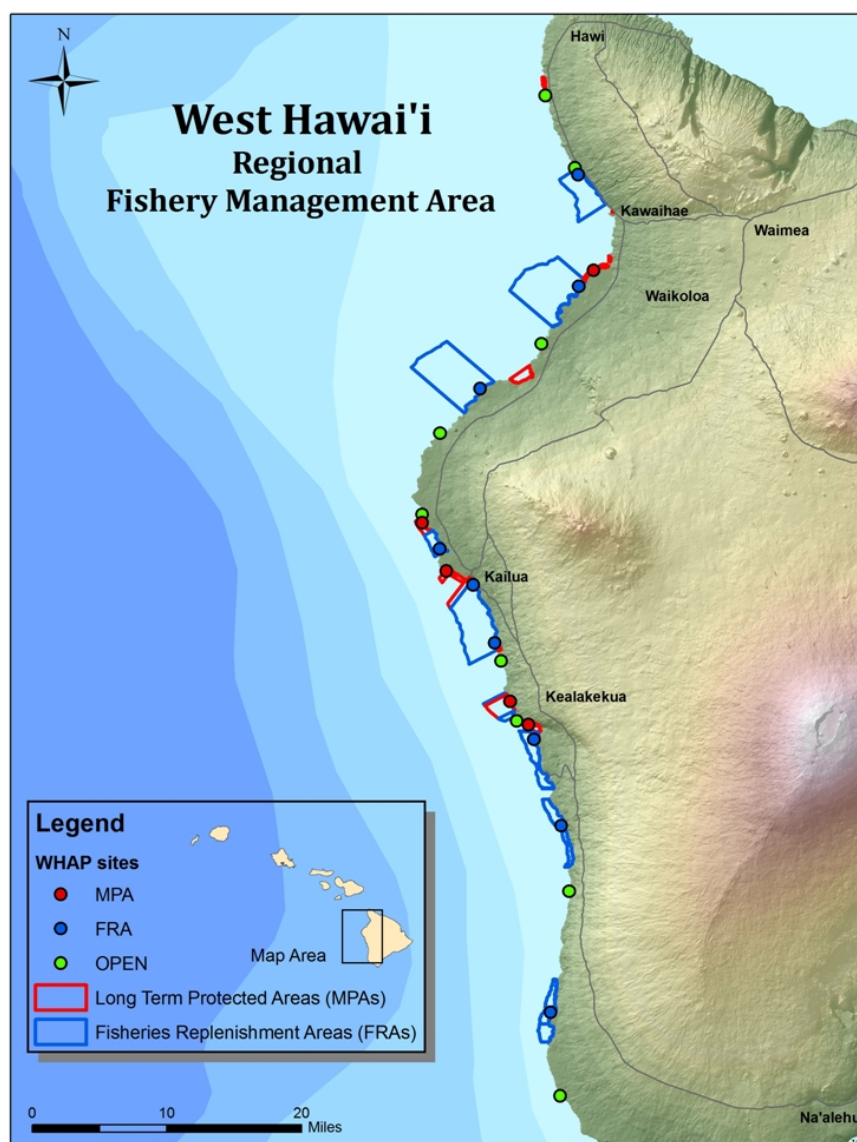 N
West Hawai'i
Regional
Fishery Management Area
Hawi
Kawaihae
Waimea
Waikoloa
Kailua
Kealakekua
Legend
WHAP sites
MPA
FRA
OPEN
Map Area
Long Term Protected Areas (MPAs)
Fisheries Replenishment Areas (FRAs)
0 10 20
Miles
Na'alehu